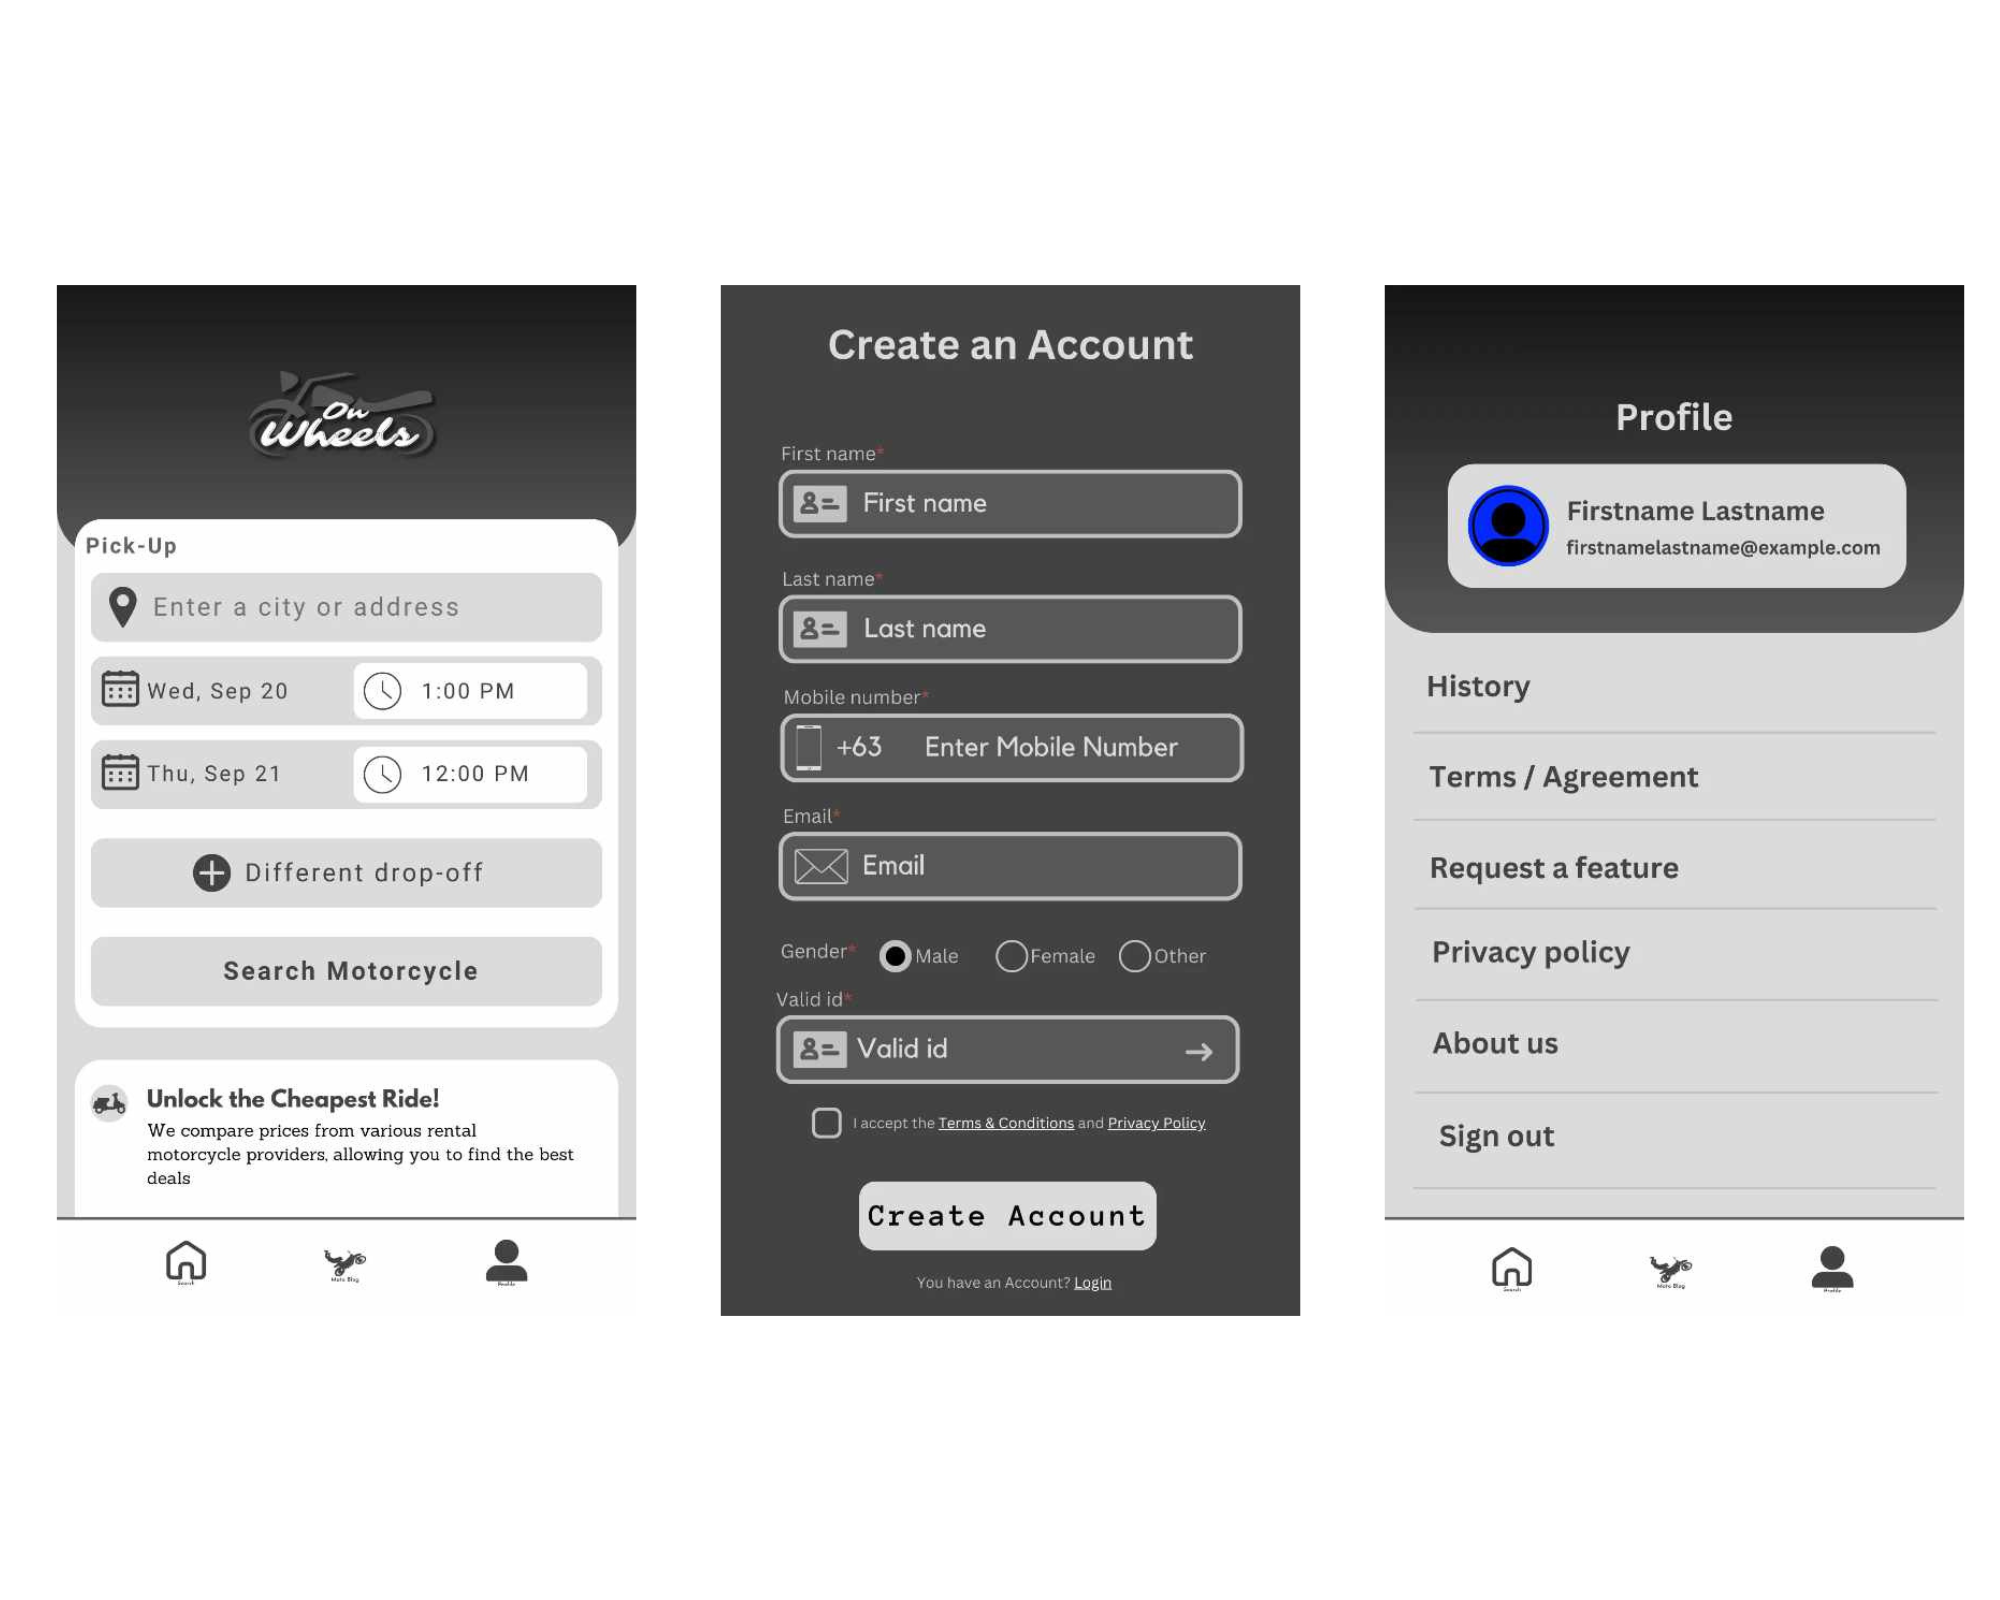 On
Wheels
Pick-Up
Enter a city or address
Wed, Sep 20
1:00 PM
Thu, Sep 21
12:00 PM
Different drop-off
Search Motorcycle
Unlock the Cheapest Ride!
We compare prices from various rental
motorcycle providers, allowing you to find the best
deals
Search
Moto Blog
Profile
Create an Account
First name*
First name
Last name*
Last name
Mobile number*
+63 Enter Mobile Number
Email*
Email
Gender* Male Female Other
Valid id*
Valid id
I accept the Terms & Conditions and Privacy Policy
Create Account
You have an Account? Login
Profile
Firstname Lastname
firstnamelastname@example.com
History
Terms / Agreement
Request a feature
Privacy policy
About us
Sign out
Search
Moto Blog
Profile